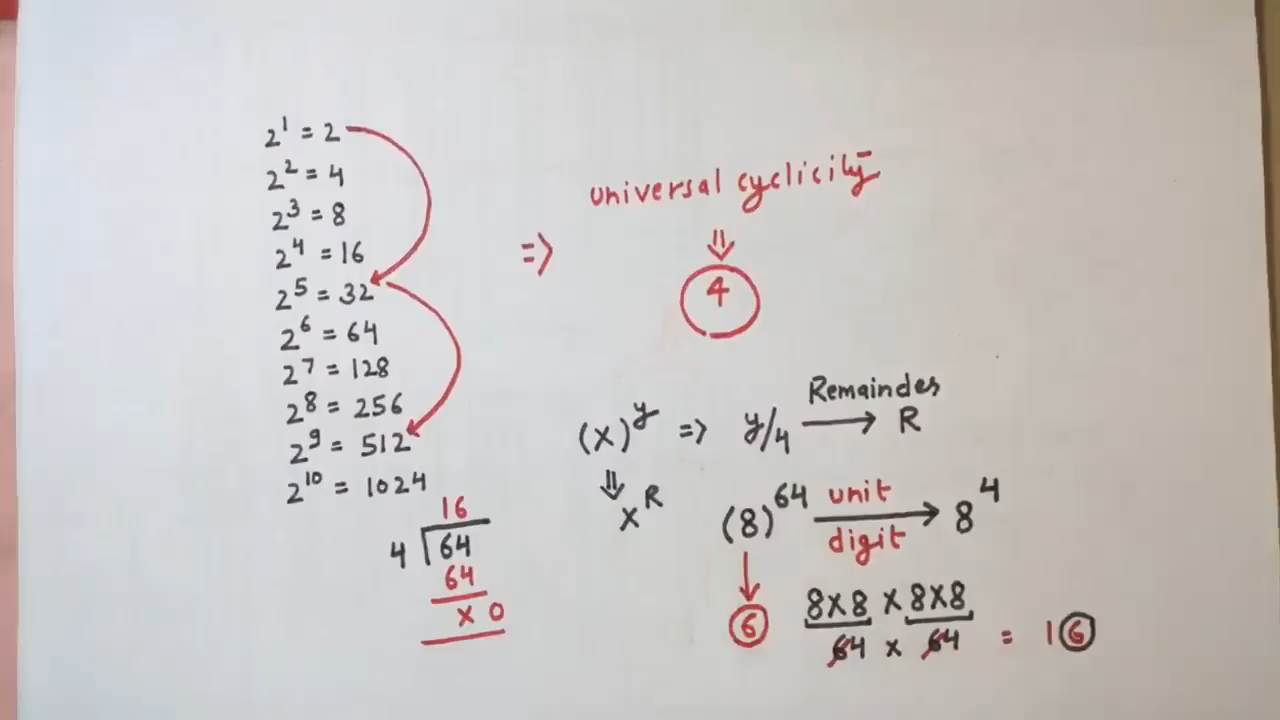 2^1 = 2
2^2 = 4
2^3 = 8
2^4 = 16
2^5 = 32
2^6 = 64
2^7 = 128
2^8 = 256
2^9 = 512
2^10 = 1024
=>
universal cyclicity
⇓
4
(x)^y => y/4 → R
Remainder
⇓
x^R
16
4 √64
64
x 0
(8)^64 → 8^4
unit
digit
↓
6
8x8 x 8x8
64 x 64 = 16